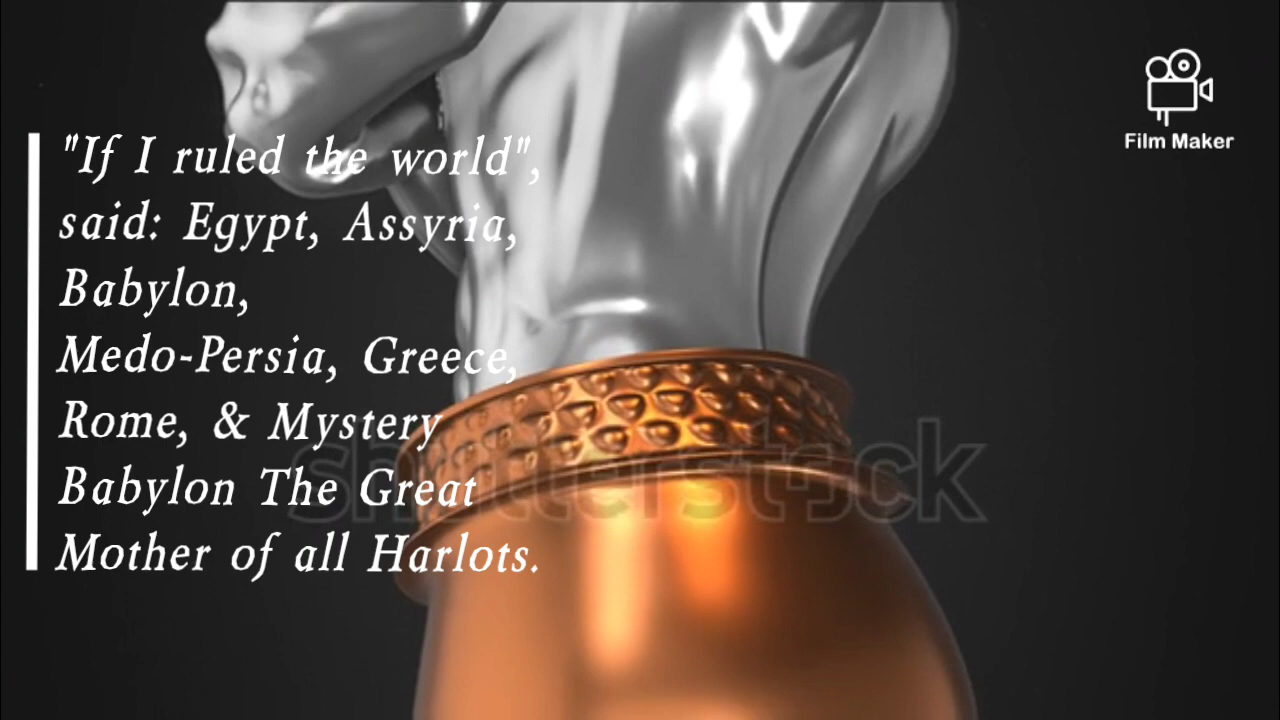 "If I ruled the world",
said: Egypt, Assyria,
Babylon,
Medo-Persia, Greece,
Rome, & Mystery
Babylon The Great
Mother of all Harlots.
Film Maker
shutterstock